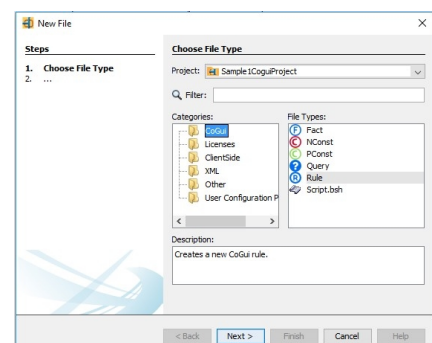 New File
Steps
1. Choose File Type
2. ...
Choose File Type
Project: Sample1CoguiProject
Filter:
Categories:
CoGui
Licenses
ClientSide
XML
Other
User Configuration P
File Types:
Fact
NConst
PConst
Query
Rule
Script.bsh
Description:
Creates a new CoGui rule.
< Back Next > Finish Cancel Help